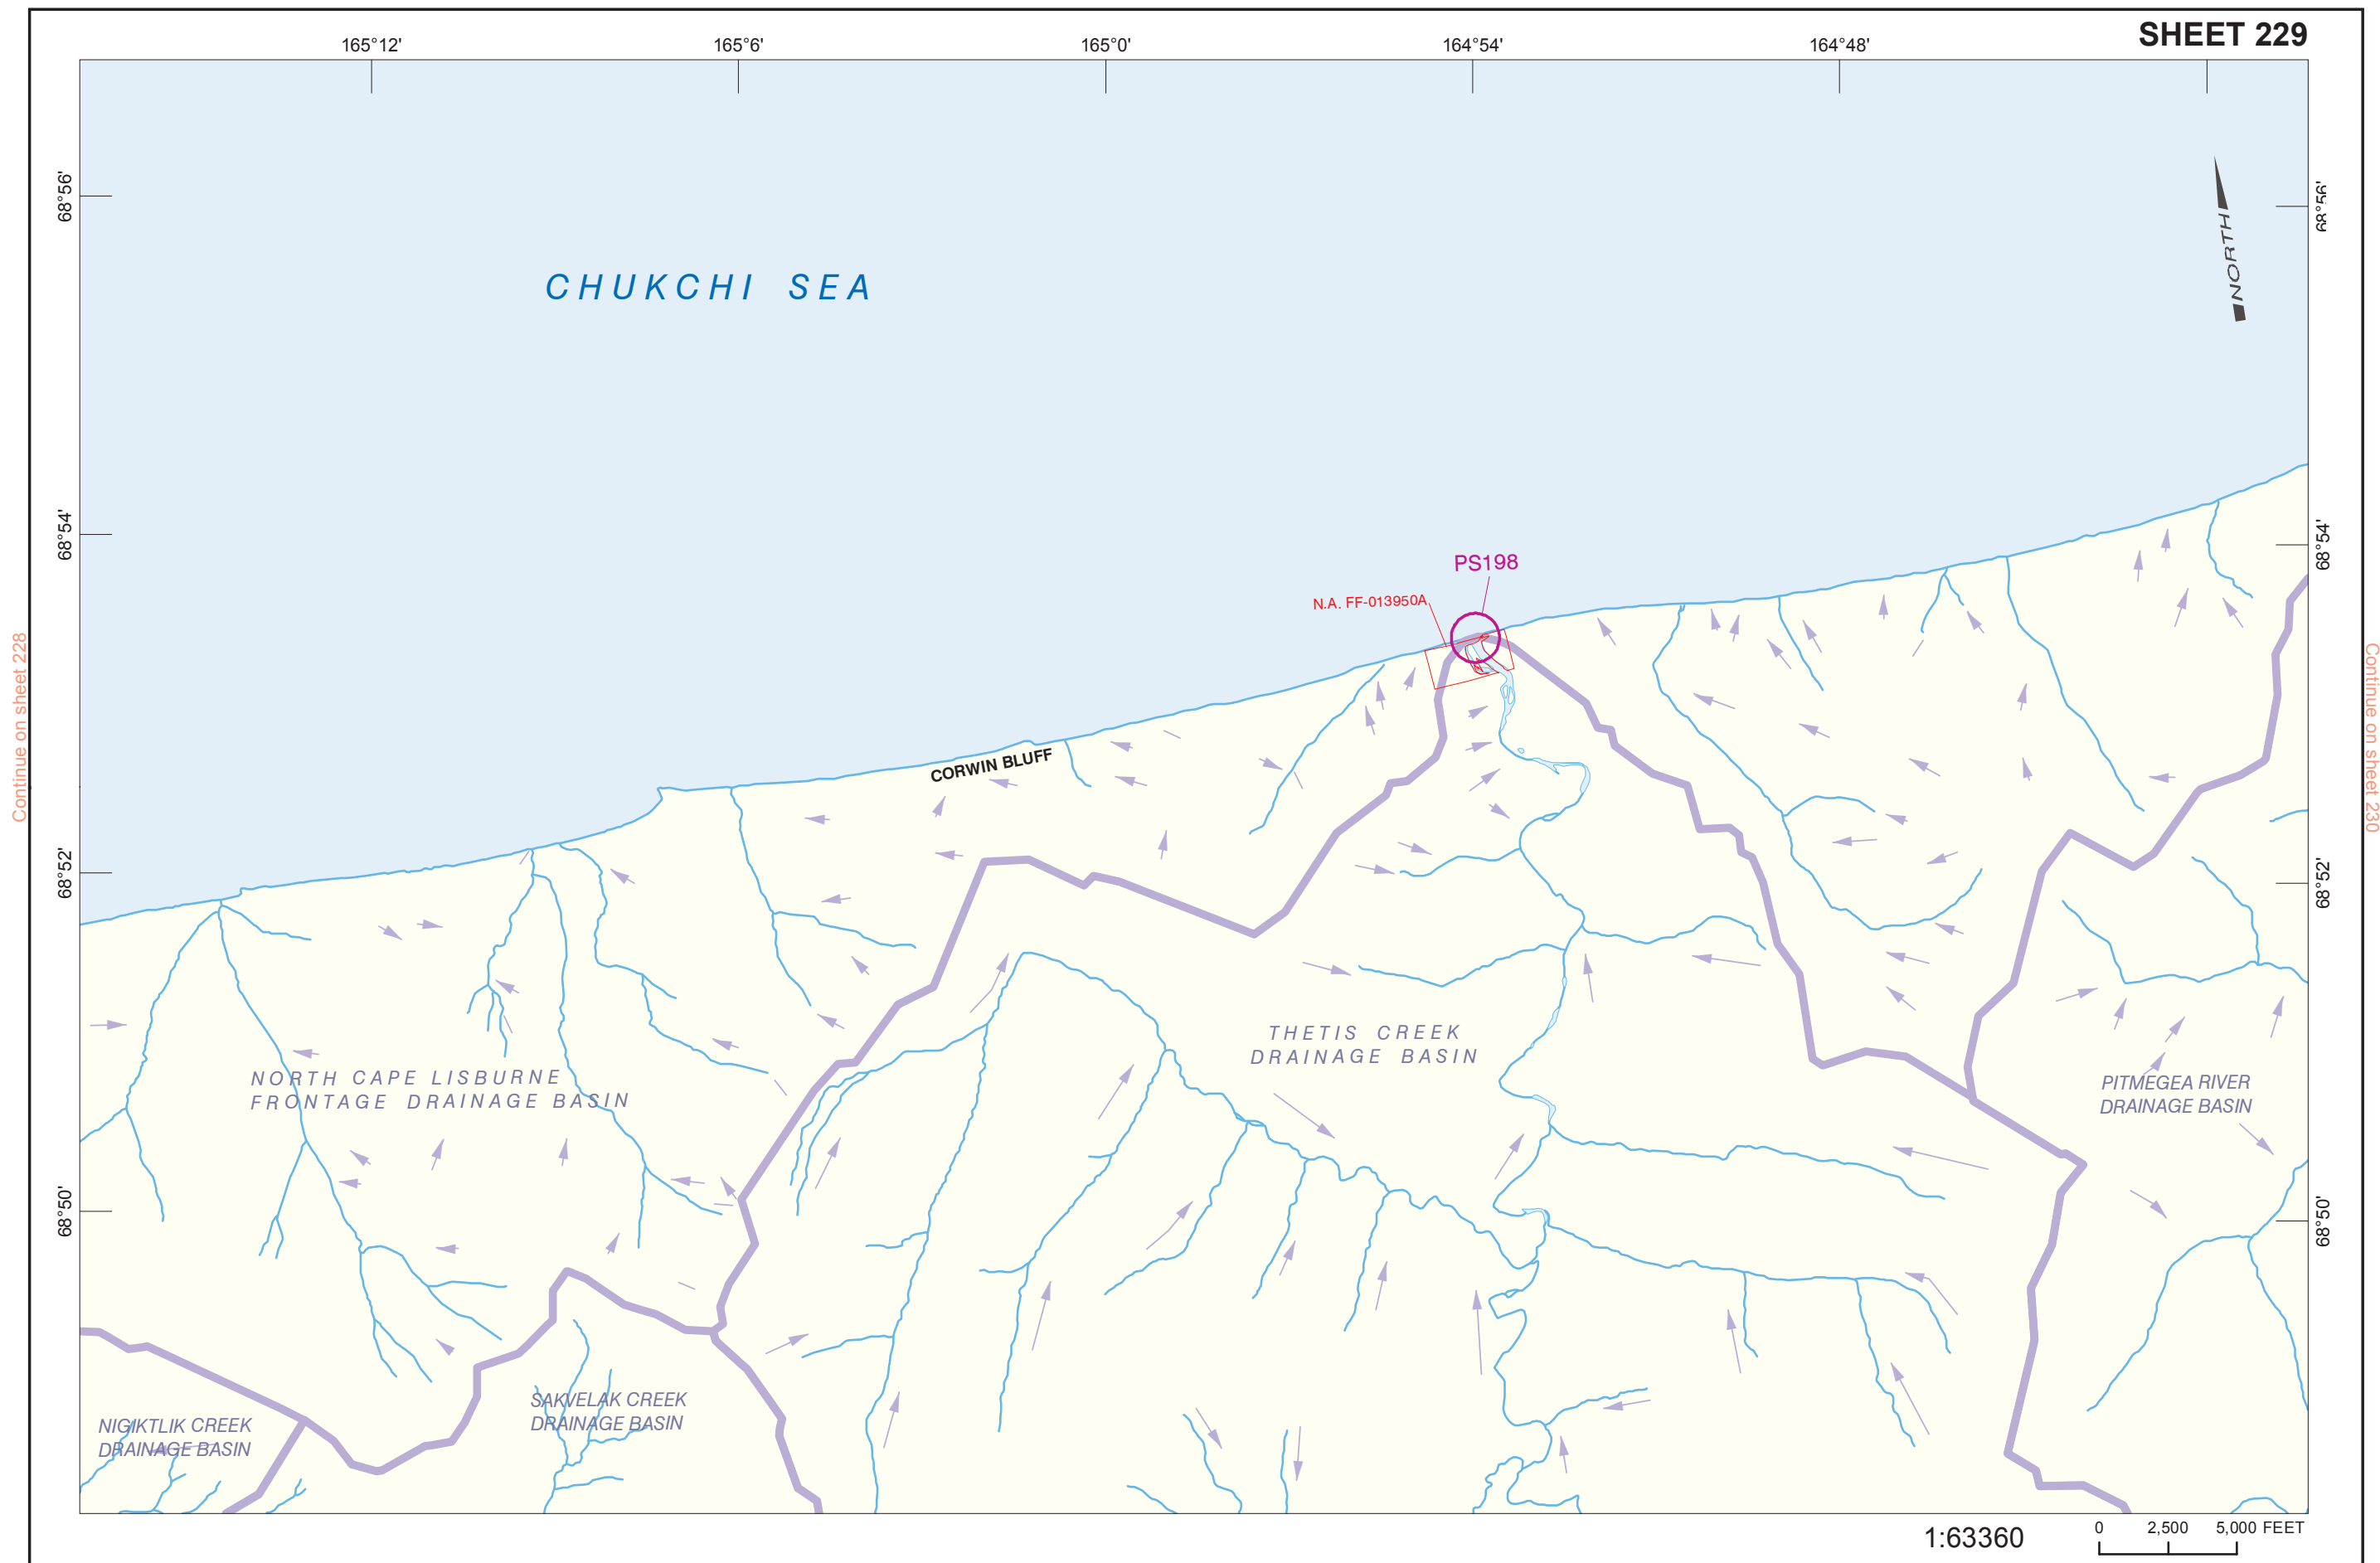 SHEET 229
165°12'
165°6'
165°0'
164°54'
164°48'
68°56'
68°56'
NORTH
CHUKCHI SEA
68°54'
68°54'
PS198
N.A. FF-013950A
Continue on sheet 228
Continue on sheet 230
CORWIN BLUFF
68°52'
68°52'
THETIS CREEK
DRAINAGE BASIN
NORTH CAPE LISBURNE
FRONTAGE DRAINAGE BASIN
PITMEGEA RIVER
DRAINAGE BASIN
68°50'
68°50'
SAKVELAK CREEK
DRAINAGE BASIN
NIGIKTLIK CREEK
DRAINAGE BASIN
1:63360
0 2,500 5,000 FEET